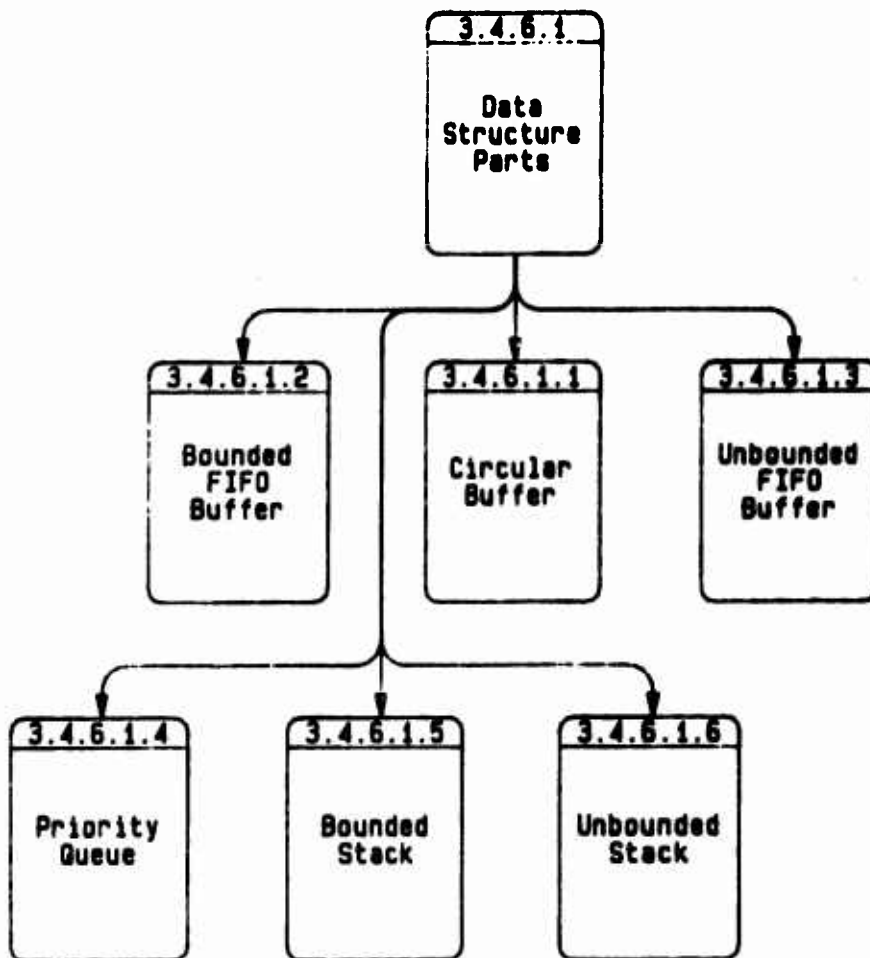 3.4.6.1
Data
Structure
Parts
3.4.6.1.2
Bounded
FIFO
Buffer
3.4.6.1.1
Circular
Buffer
3.4.6.1.3
Unbounded
FIFO
Buffer
3.4.6.1.4
Priority
Queue
3.4.6.1.5
Bounded
Stack
3.4.6.1.6
Unbounded
Stack